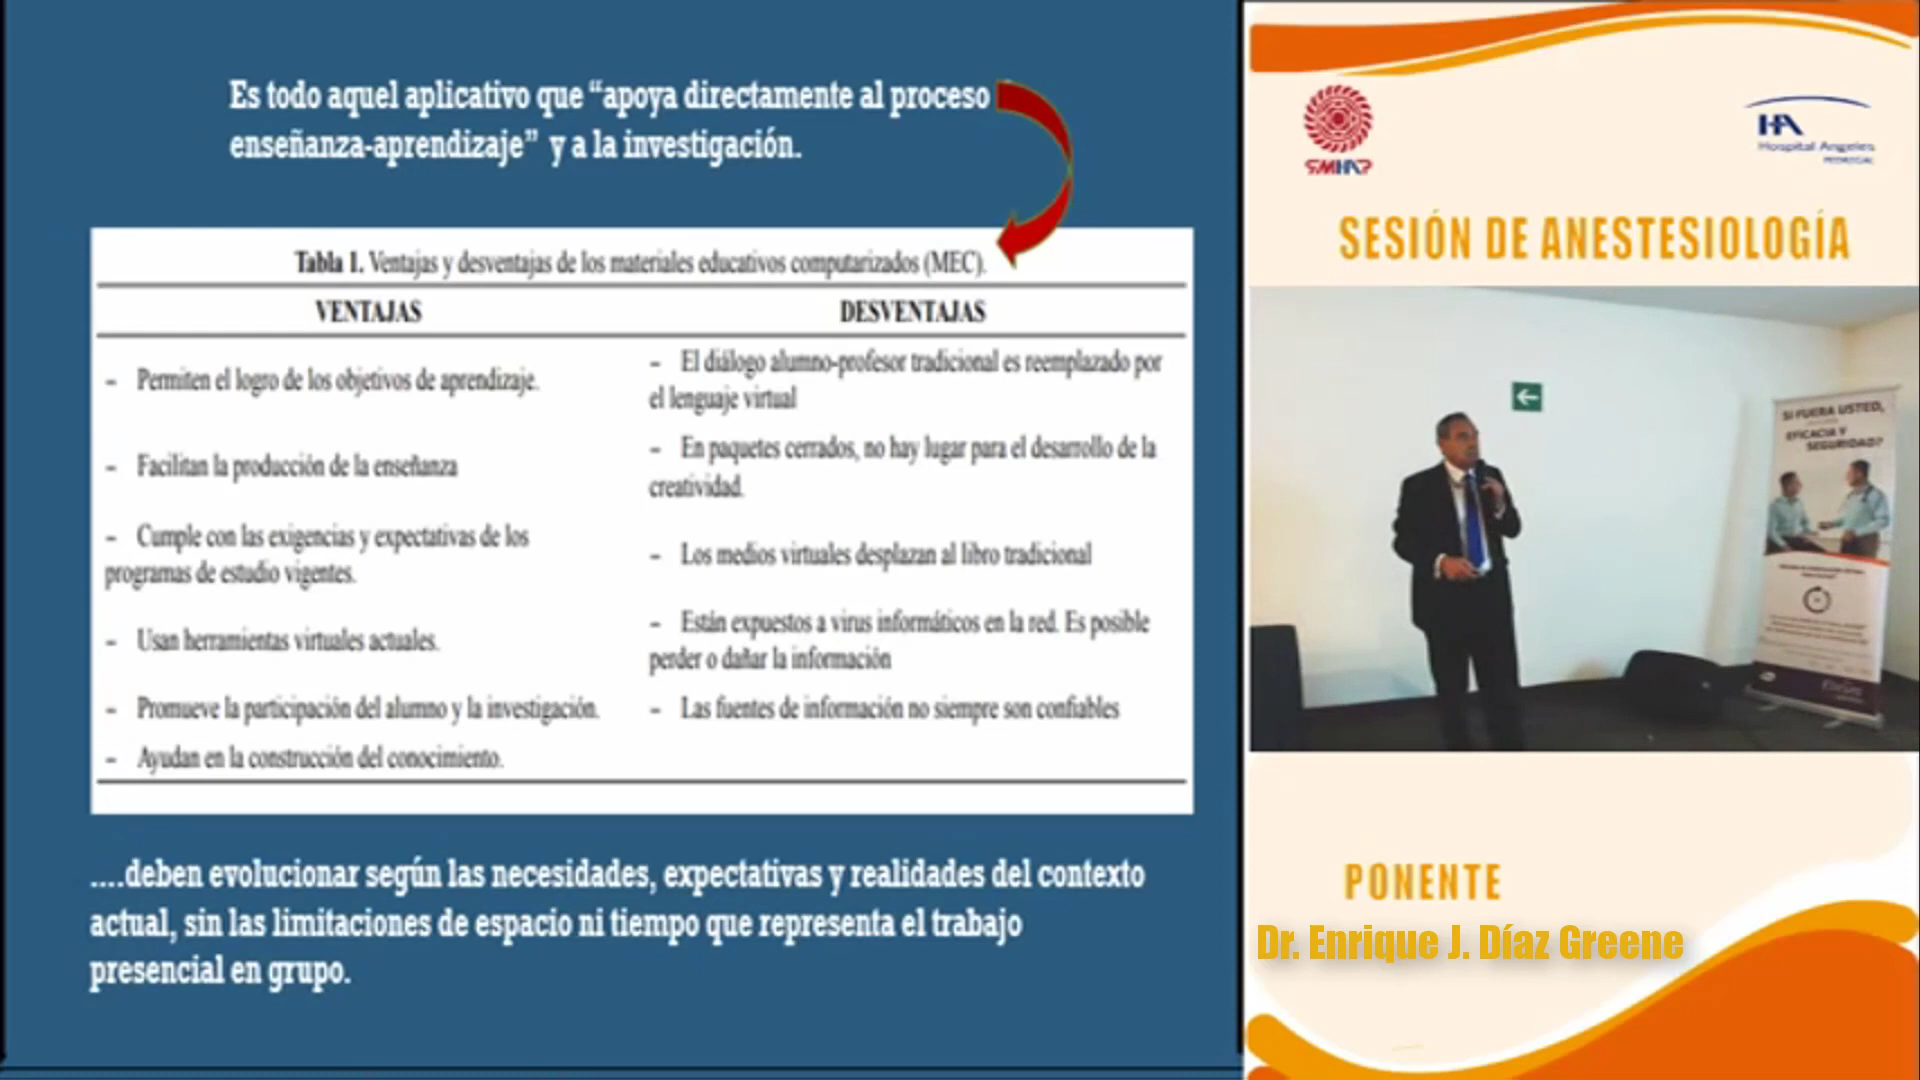 Es todo aquel aplicativo que “apoya directamente al proceso
enseñanza-aprendizaje” y a la investigación.
Tabla 1. Ventajas y desventajas de los materiales educativos computarizados (MEC).
VENTAJAS
DESVENTAJAS
– Permiten el logro de los objetivos de aprendizaje.
– Facilitan la producción de la enseñanza
– Cumple con las exigencias y expectativas de los
programas de estudio vigentes.
– Usan herramientas virtuales actuales.
– Promueve la participación del alumno y la investigación.
– Ayudan en la construcción del conocimiento.
– El diálogo alumno-profesor tradicional es reemplazado por
el lenguaje virtual
– En paquetes cerrados, no hay lugar para el desarrollo de la
creatividad.
– Los medios virtuales desplazan al libro tradicional
– Están expuestos a virus informáticos en la red. Es posible
perder o dañar la información
– Las fuentes de información no siempre son confiables
....deben evolucionar según las necesidades, expectativas y realidades del contexto
actual, sin las limitaciones de espacio ni tiempo que representa el trabajo
presencial en grupo.
SMHAP
HA
Hospital Angeles
PEDREGAL
SESIÓN DE ANESTESIOLOGÍA
SI FUERA USTED,
EFICACIA Y
SEGURIDAD?
PONENTE
Dr. Enrique J. Díaz Greene